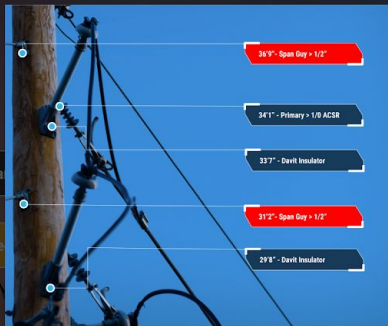 36'9"- Span Guy > 1/2"
34'1" - Primary > 1/0 ACSR
33'7" - Davit Insulator
31'2"- Span Guy > 1/2"
29'8" - Davit Insulator